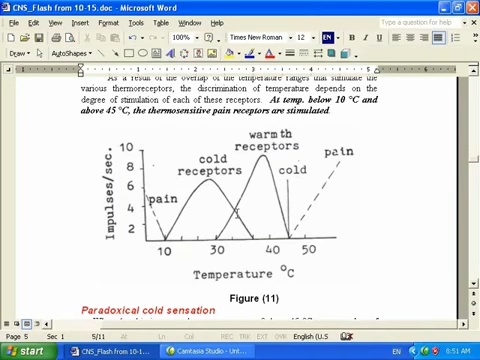 CNS_Flash from 10-15.doc - Microsoft Word
File Edit View Insert Format Tools Table Window Help
Type a question for help
100%
Times New Roman
12
B
Draw AutoShapes
As a result of the overlap of the temperature ranges that stimulate the
various thermoreceptors, the discrimination of temperature depends on the
degree of stimulation of each of these receptors. At temp. below 10 °C and
above 45 °C, the thermosensitive pain receptors are stimulated.
warmth
receptors
pain
cold
receptors
cold
pain
Impulses/sec.
10
8
6
4
2
10 30 40 50
Temperature °C
Figure (11)
Paradoxical cold sensation
Page 5 Sec 1 5/11
REC TRK EXT OVR English (U.S
start
CNS_Flash from 10-1...
Camtasia Studio - Unt...
EN
8:51 AM